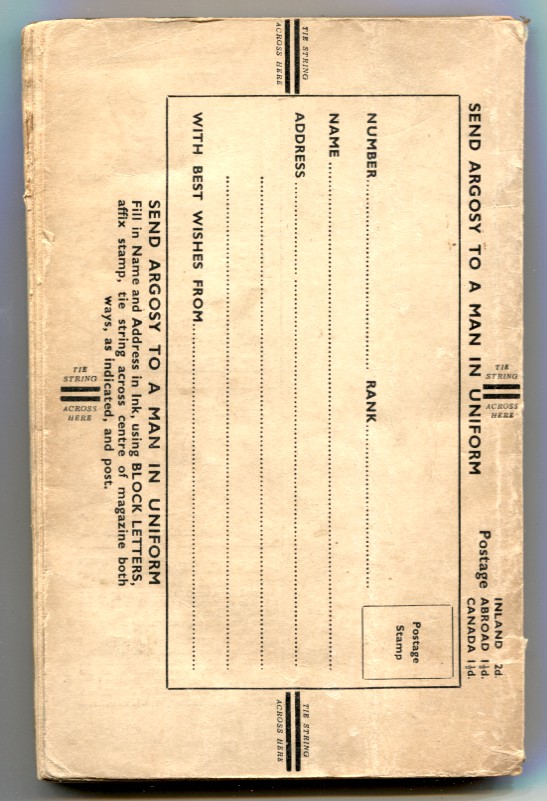 TIE STRING
ACROSS HERE
SEND ARGOSY TO A MAN IN UNIFORM
Postage
INLAND 2d.
ABROAD 1½d.
CANADA 1½d.
TIE
STRING
ACROSS
HERE
Postage
Stamp
NUMBER RANK
NAME
ADDRESS
WITH BEST WISHES FROM
TIE STRING
ACROSS HERE
SEND ARGOSY TO A MAN IN UNIFORM
Fill in Name and Address in Ink, using BLOCK LETTERS,
affix stamp, tie string across centre of magazine both
ways, as indicated, and post.
TIE
STRING
ACROSS
HERE